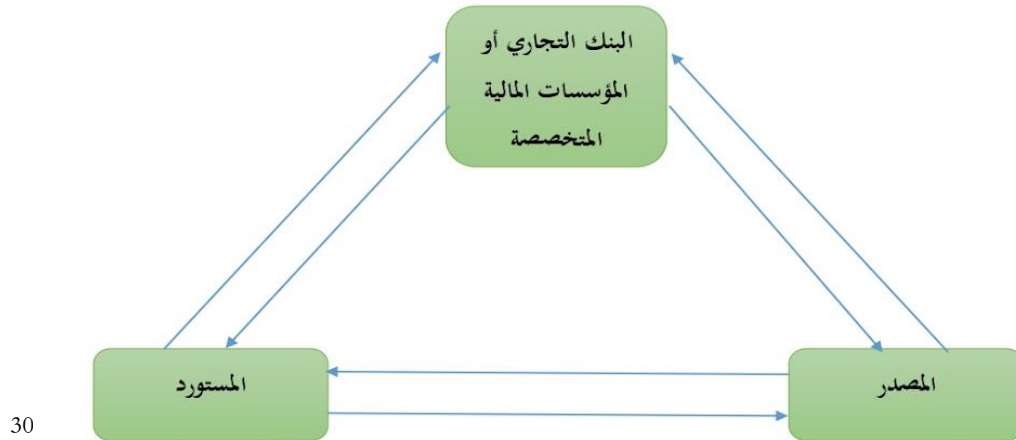 البنك التجاري أو
المؤسسات المالية
المتخصصة
المصدر
المستورد
30